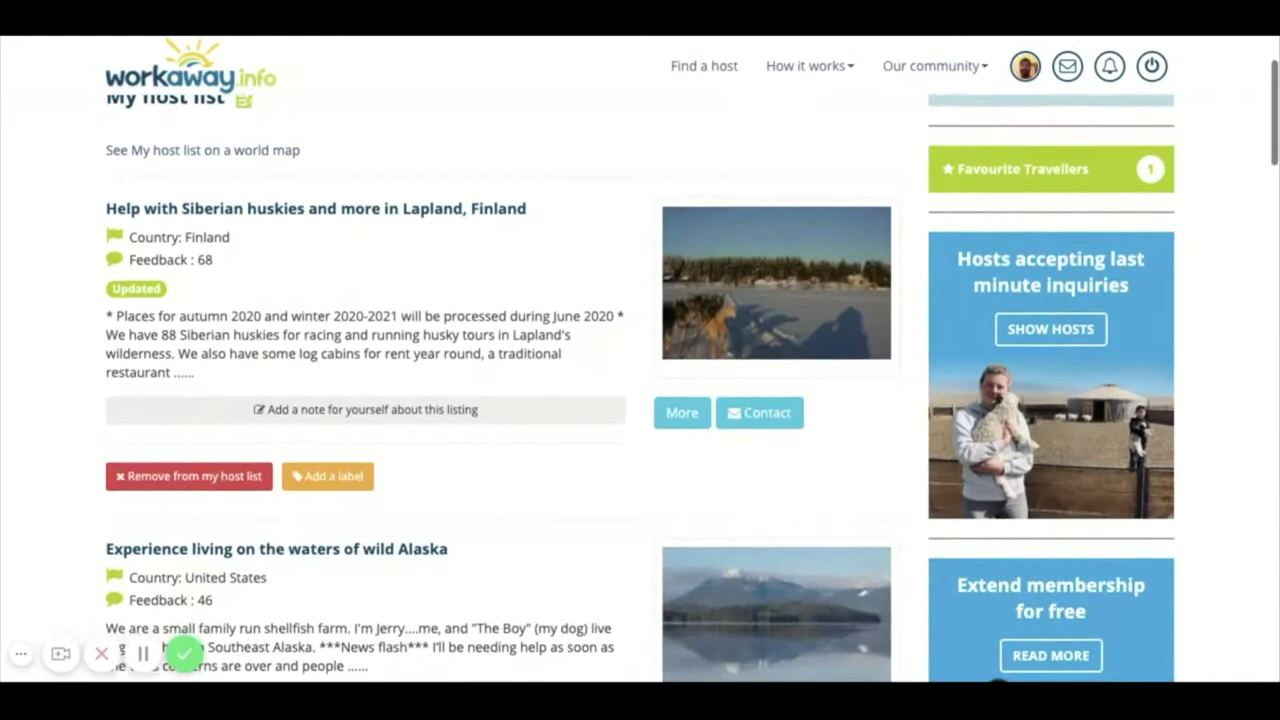 workaway.info
Find a host
How it works
Our community
My host list
See My host list on a world map
Favourite Travellers
1
Help with Siberian huskies and more in Lapland, Finland
Country: Finland
Feedback : 68
Updated
* Places for autumn 2020 and winter 2020-2021 will be processed during June 2020 *
We have 88 Siberian huskies for racing and running husky tours in Lapland's
wilderness. We also have some log cabins for rent year round, a traditional
restaurant ......
Add a note for yourself about this listing
More
Contact
Remove from my host list
Add a label
Hosts accepting last
minute inquiries
SHOW HOSTS
Experience living on the waters of wild Alaska
Country: United States
Feedback : 46
We are a small family run shellfish farm. I'm Jerry....me, and "The Boy" (my dog) live
Southeast Alaska. ***News flash*** I'll be needing help as soon as
are over and people ......
Extend membership
for free
READ MORE